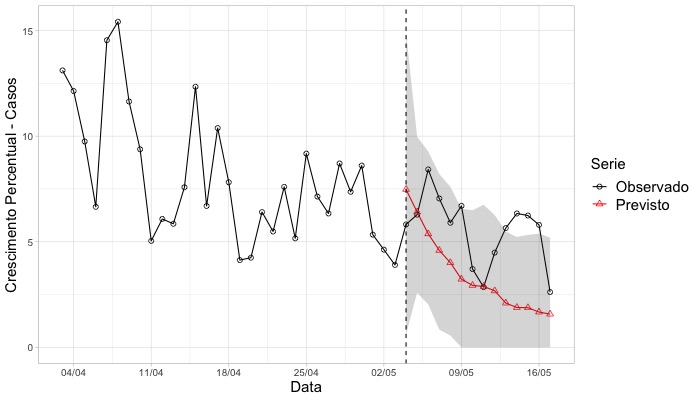 Crescimento Percentual - Casos
15
10
5
0
04/04
11/04
18/04
25/04
02/05
09/05
16/05
Data
Serie
Observado
Previsto